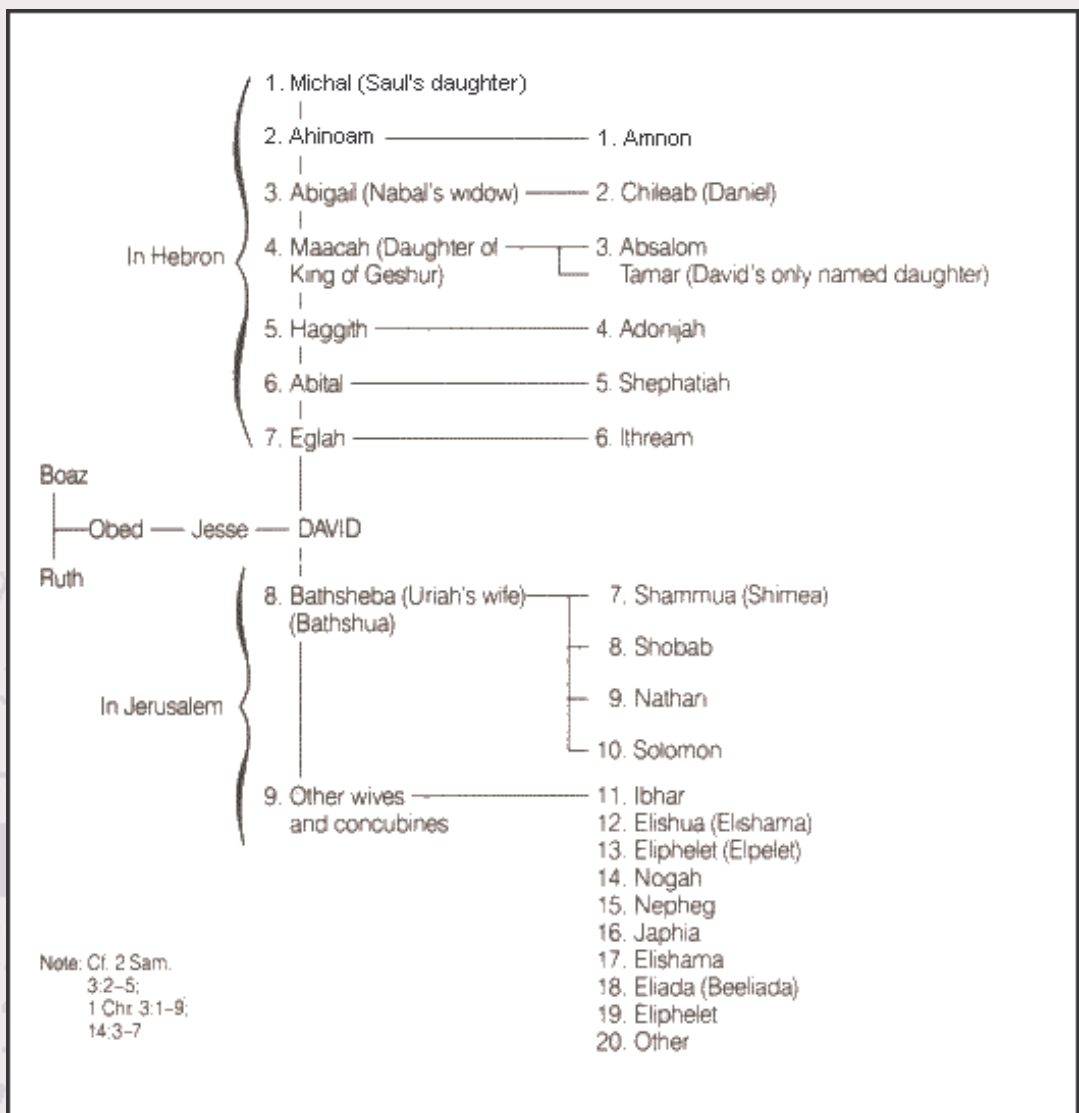 1. Michal (Saul's daughter)
2. Ahinoam 1. Amnon
3. Abigail (Nabal's widow) 2. Chileab (Daniel)
In Hebron
4. Maacah (Daughter of 3. Absalom
King of Geshur) Tamar (David's only named daughter)
5. Haggith 4. Adonijah
6. Abital 5. Shephatiah
7. Eglah 6. Ithream
Boaz
Obed Jesse DAVID
Ruth
8. Bathsheba (Uriah's wife) 7. Shammua (Shimea)
(Bathshua)
8. Shobab
In Jerusalem
9. Nathan
10. Solomon
9. Other wives 11. Ibhar
and concubines 12. Elishua (Elishama)
13. Eliphelet (Elpelet)
14. Nogah
15. Nepheg
16. Japhia
17. Elishama
18. Eliada (Beeliada)
19. Eliphelet
20. Other
Note: Cf. 2 Sam.
3:2–5;
1 Chr. 3:1–9;
14:3–7